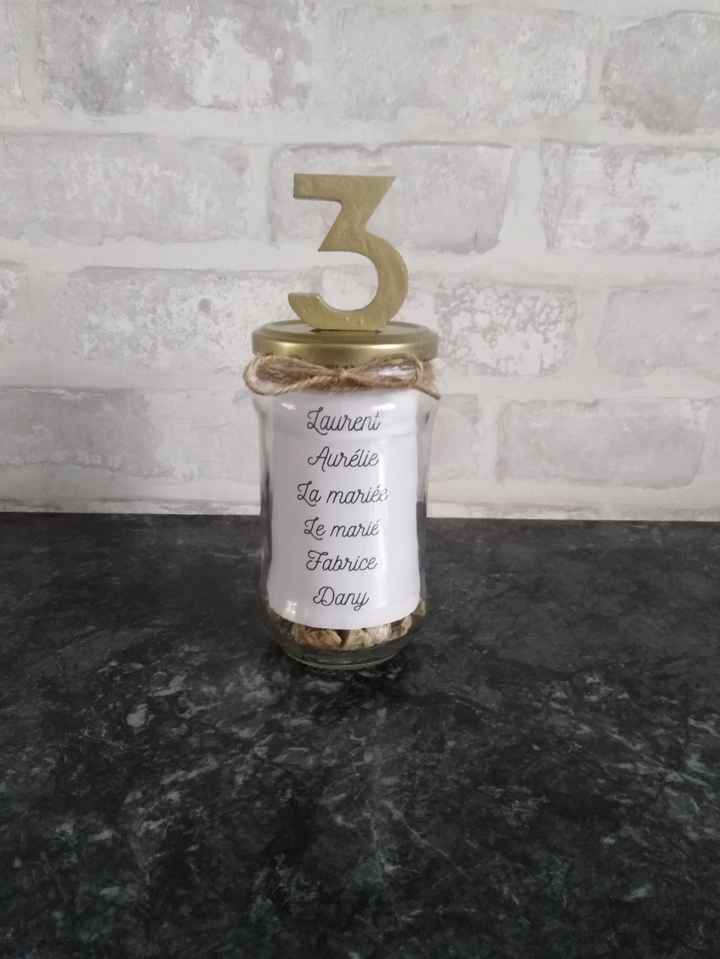 3
Laurent
Aurélie
La mariée
Le marié
Fabrice
Dany